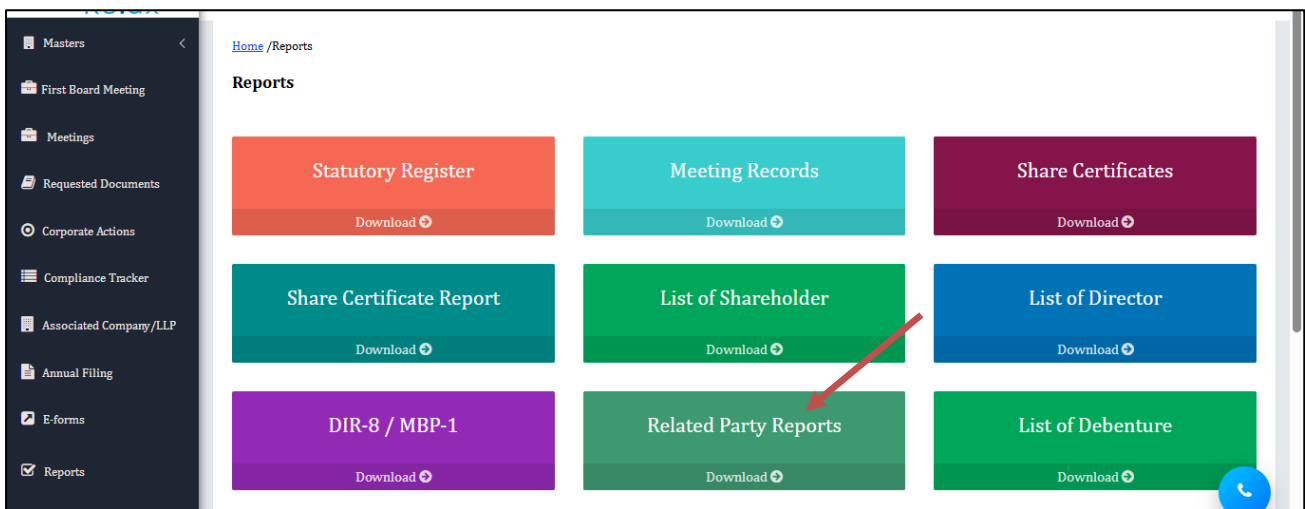 Masters
First Board Meeting
Meetings
Requested Documents
Corporate Actions
Compliance Tracker
Associated Company/LLP
Annual Filing
E-forms
Reports
Home /Reports
Reports
Statutory Register
Download
Meeting Records
Download
Share Certificates
Download
Share Certificate Report
Download
List of Shareholder
Download
List of Director
Download
DIR-8 / MBP-1
Download
Related Party Reports
Download
List of Debenture
Download